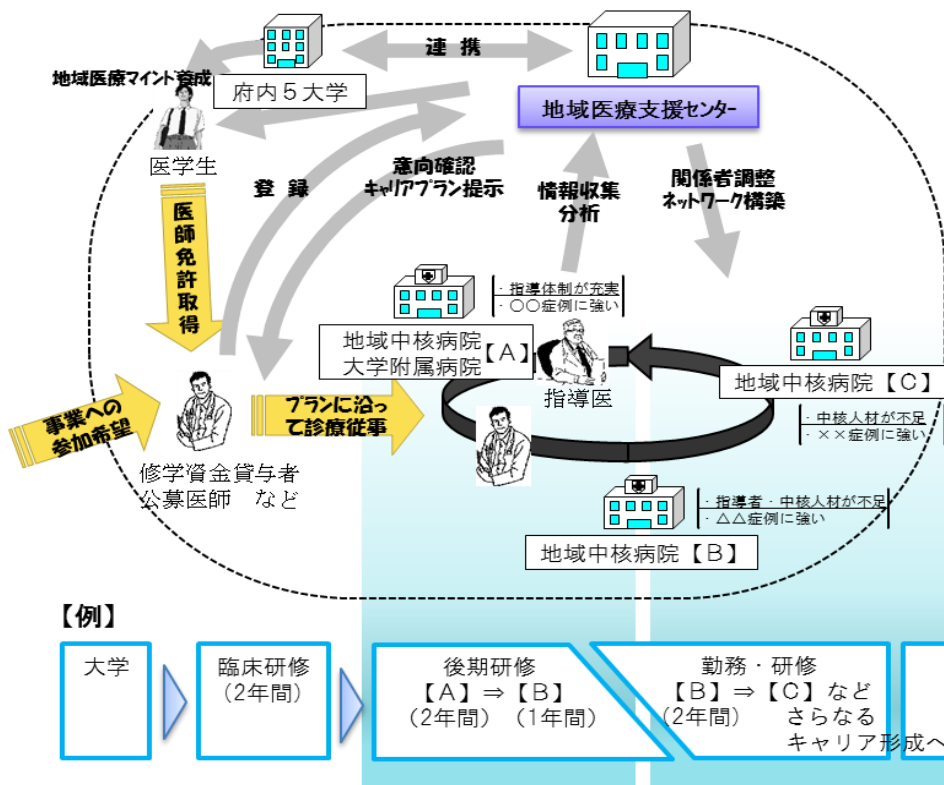 連 携
地域医療マインド養成
府内５大学
地域医療支援センター
医学生
医師免許取得
登 録
意向確認
キャリアプラン提示
情報収集
分析
関係者調整
ネットワーク構築
・指導体制が充実
・○○症例に強い
地域中核病院
大学附属病院
【Ａ】
指導医
地域中核病院【Ｃ】
・中核人材が不足
・××症例に強い
事業への
参加希望
プランに沿っ
て診療従事
修学資金貸与者
公募医師 など
・指導者・中核人材が不足
・△△症例に強い
地域中核病院【Ｂ】
【例】
大学
臨床研修
(2年間)
後期研修
【Ａ】⇒【Ｂ】
(2年間) (1年間)
勤務・研修
【Ｂ】⇒【Ｃ】など
(2年間) さらなる
キャリア形成へ